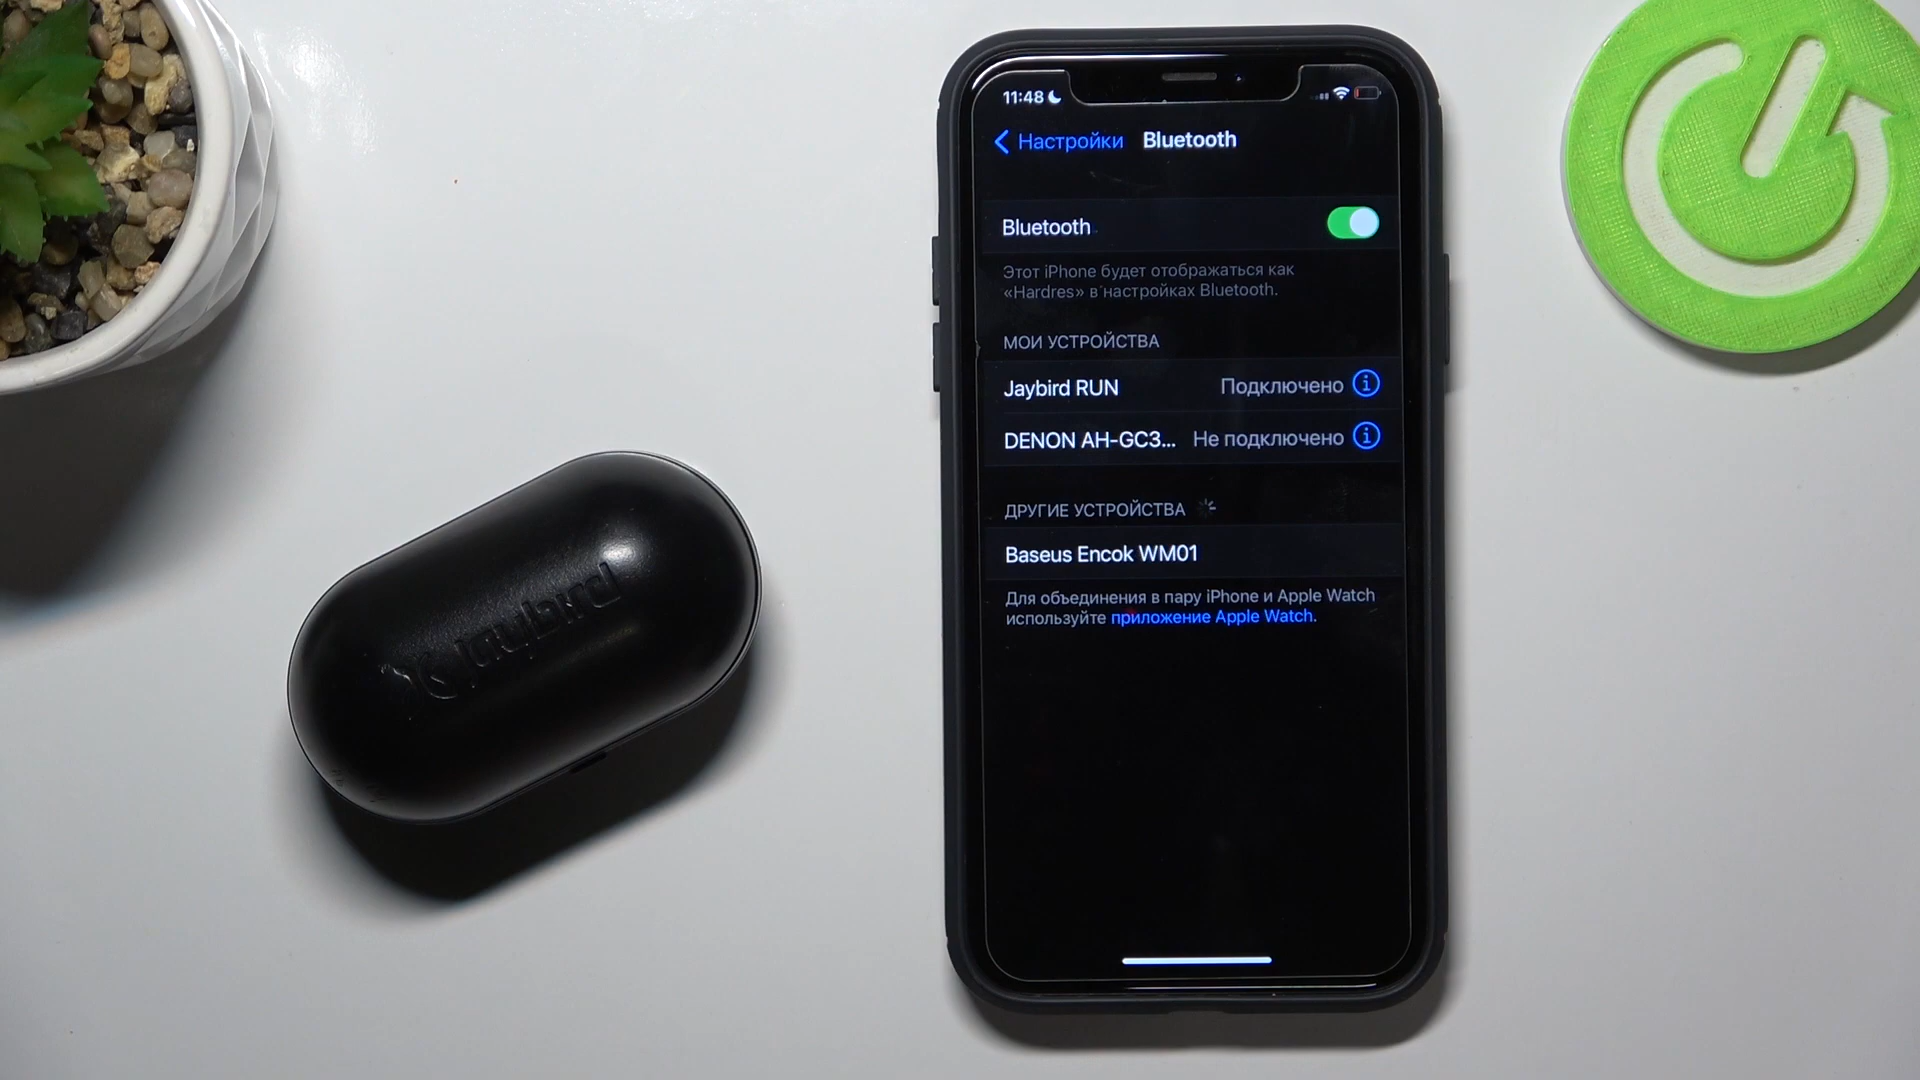 11:48
Настройки
Bluetooth
Bluetooth
Этот iPhone будет отображаться как
«Hardres» в настройках Bluetooth.
МОИ УСТРОЙСТВА
Jaybird RUN
Подключено
DENON AH-GC3...
Не подключено
ДРУГИЕ УСТРОЙСТВА
Baseus Encok WM01
Для объединения в пару iPhone и Apple Watch
используйте приложение Apple Watch.
jaybird